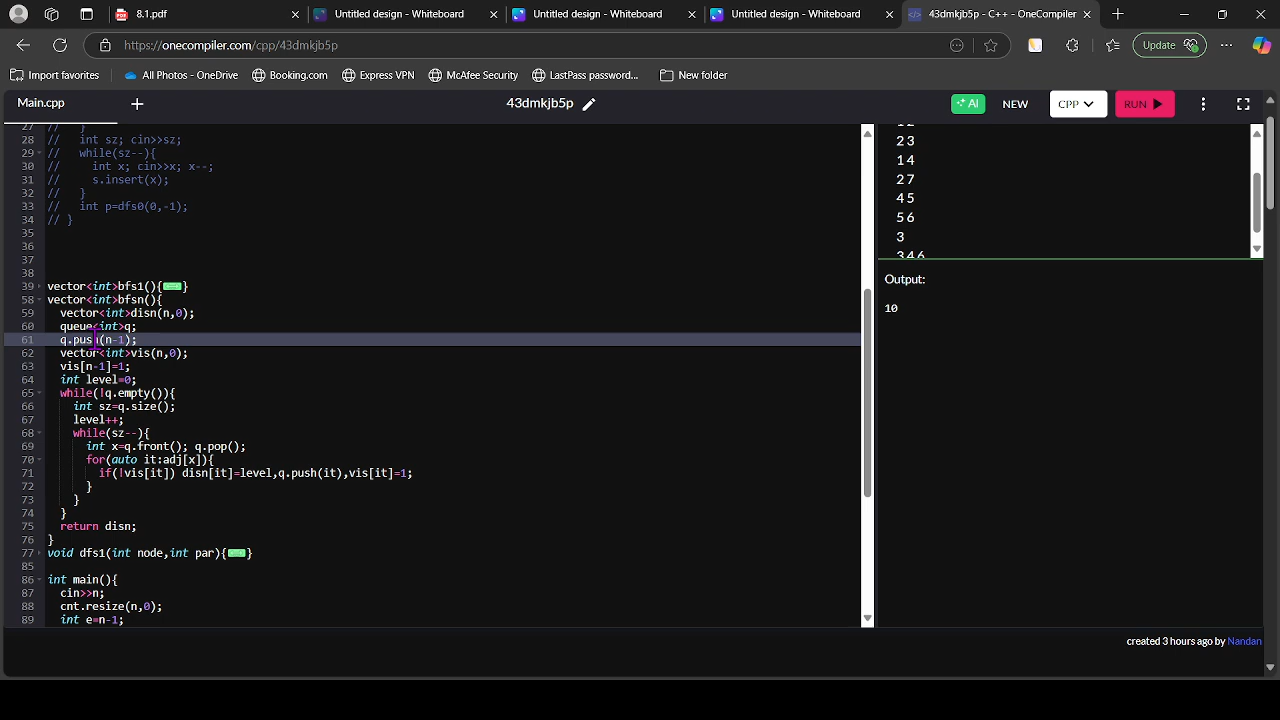 8.1.pdf
Untitled design - Whiteboard
Untitled design - Whiteboard
Untitled design - Whiteboard
43dmkjb5p - C++ - OneCompiler
https://onecompiler.com/cpp/43dmkjb5p
Update
Import favorites
All Photos - OneDrive
Booking.com
Express VPN
McAfee Security
LastPass password...
New folder
Main.cpp
43dmkjb5p
AI
NEW
CPP
RUN
27 // }
28 // int sz; cin>>sz;
29 // while(sz--){
30 // int x; cin>>x; x--;
31 // s.insert(x);
32 // }
33 // int p=dfs0(0,-1);
34 // }
35
36
37
38
39 vector<int>bfs1(){ }
58 vector<int>bfsn(){
59 vector<int>disn(n,0);
60 queue<int>q;
61 q.push(n-1);
62 vector<int>vis(n,0);
63 vis[n-1]=1;
64 int level=0;
65 while(!q.empty()){
66 int sz=q.size();
67 level++;
68 while(sz--){
69 int x=q.front(); q.pop();
70 for(auto it:adj[x]){
71 if(!vis[it]) disn[it]=level,q.push(it),vis[it]=1;
72 }
73 }
74 }
75 return disn;
76 }
77 void dfs1(int node,int par){ }
85
86 int main(){
87 cin>>n;
88 cnt.resize(n,0);
89 int e=n-1;
1 2
2 3
1 4
2 7
4 5
5 6
3
3 4 6
Output:
10
created 3 hours ago by Nandan